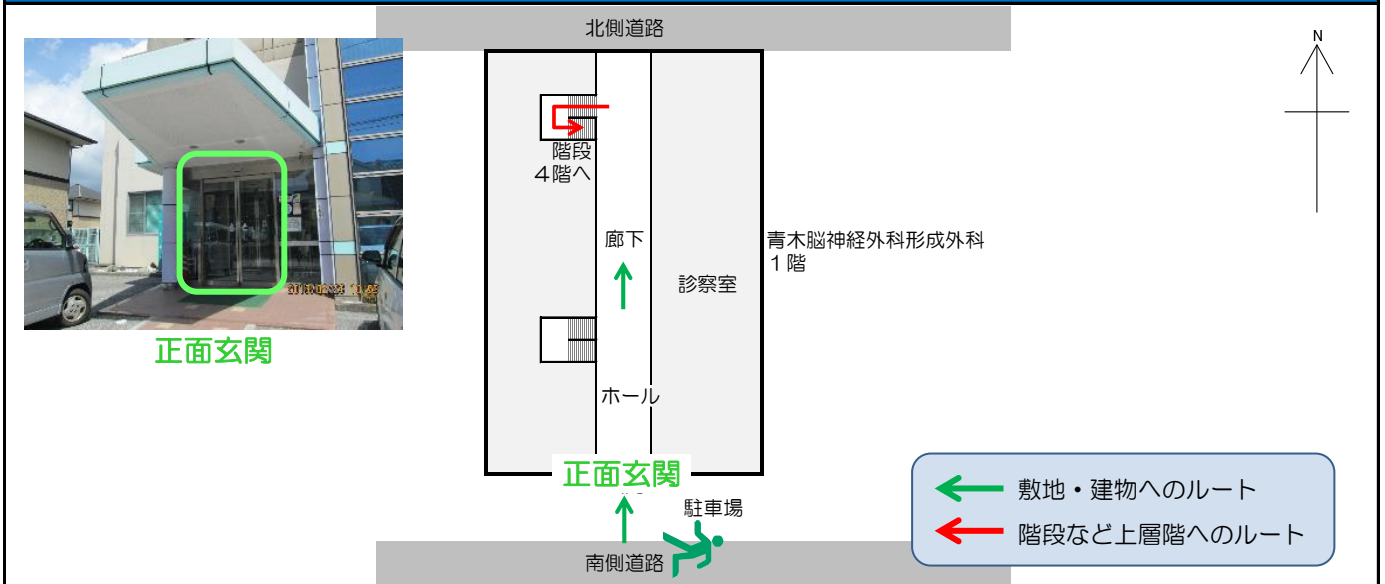 北側道路
N
階段
4階へ
廊下
青木脳神経外科形成外科
1階
診察室
正面玄関
ホール
正面玄関
駐車場
南側道路
敷地・建物へのルート
階段など上層階へのルート